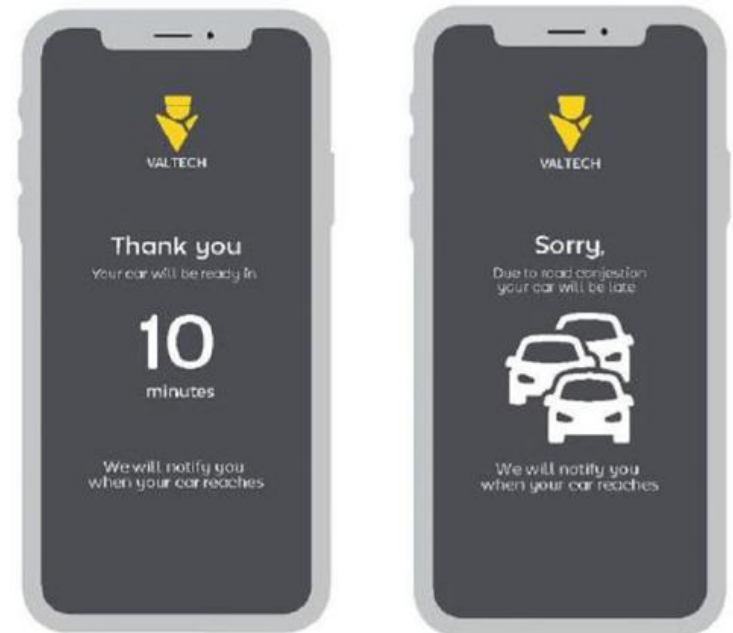 VALTECH
Thank you
Your car will be ready in
10
minutes
We will notify you
when your car reaches
VALTECH
Sorry,
Due to road conjestion
your car will be late
We will notify you
when your car reaches